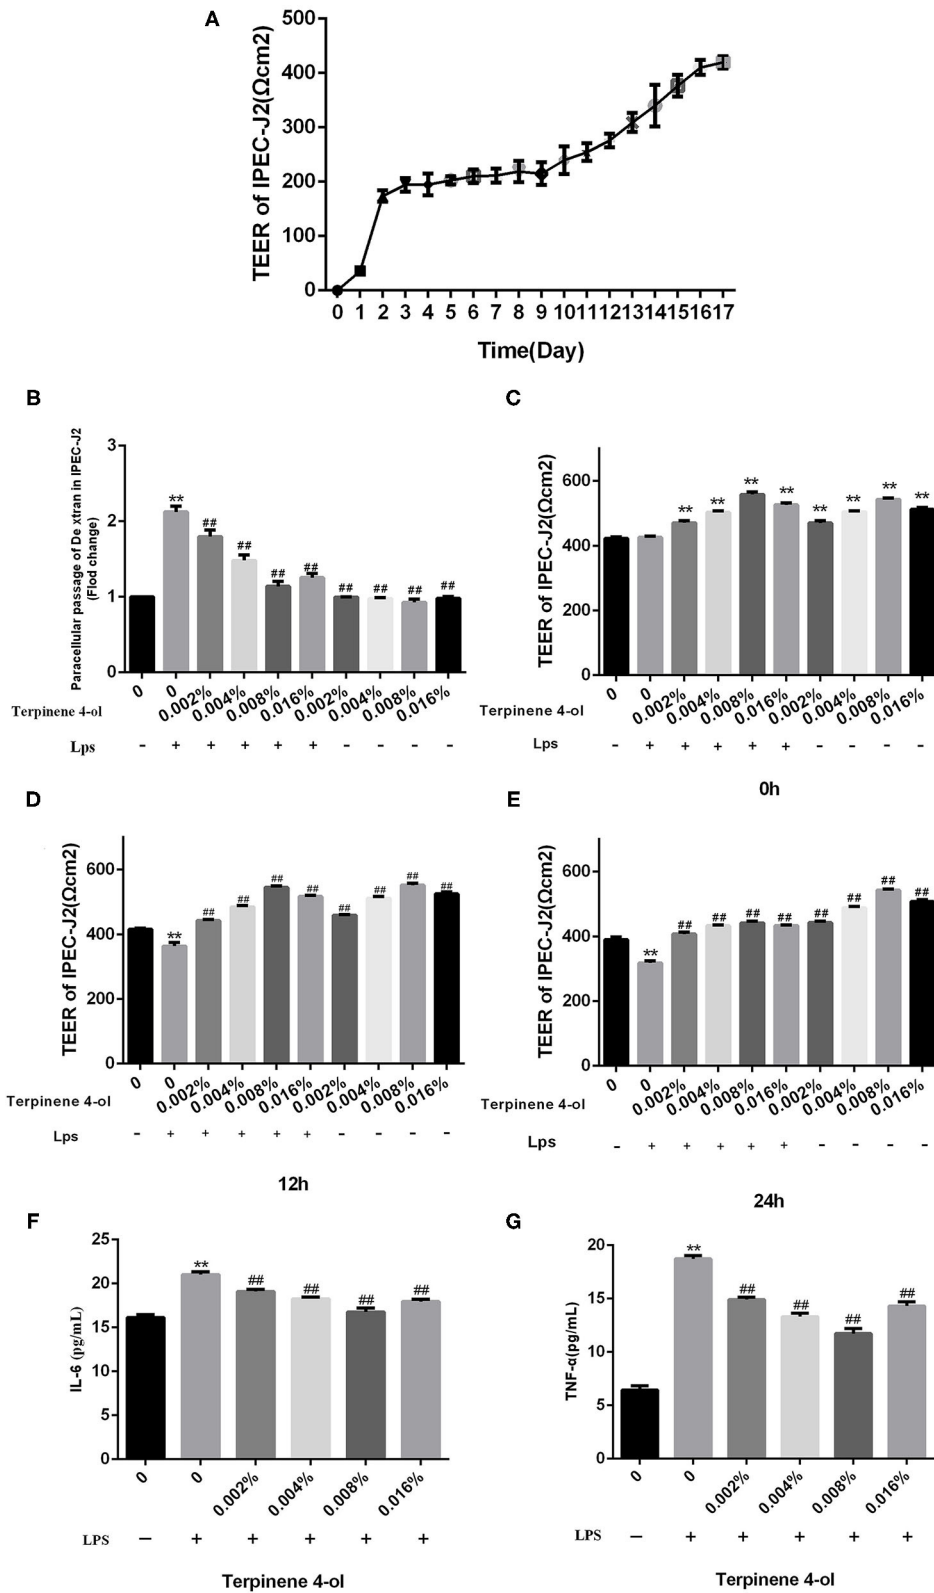 A
TEER of IPEC-J2(Ωcm2)
500
400
300
200
100
0
0 1 2 3 4 5 6 7 8 9 10 11 12 13 14 15 16 17
Time(Day)
B
Paracellular passage of De xtran in IPEC-J2
(Flod change)
3
2
1
0
** ## ## ## ## ## ## ## ##
0 0 0.002% 0.004% 0.008% 0.016% 0.002% 0.004% 0.008% 0.016%
Terpinene 4-ol
Lps - + + + + + - - - -
C
TEER of IPEC-J2(Ωcm2)
600
400
200
0
** ** ** ** ** ** ** **
0 0 0.002% 0.004% 0.008% 0.016% 0.002% 0.004% 0.008% 0.016%
Terpinene 4-ol
Lps - + + + + + - - - -
0h
D
TEER of IPEC-J2(Ωcm2)
600
400
200
0
** ## ## ## ## ## ## ## ##
0 0 0.002% 0.004% 0.008% 0.016% 0.002% 0.004% 0.008% 0.016%
Terpinene 4-ol
Lps - + + + + + - - - -
12h
E
TEER of IPEC-J2(Ωcm2)
600
400
200
0
** ## ## ## ## ## ## ## ##
0 0 0.002% 0.004% 0.008% 0.016% 0.002% 0.004% 0.008% 0.016%
Terpinene 4-ol
Lps - + + + + + - - - -
24h
F
IL-6 (pg/mL)
25
20
15
10
5
0
** ## ## ## ##
0 0 0.002% 0.004% 0.008% 0.016%
LPS − + + + + +
Terpinene 4-ol
G
TNF-α(pg/mL)
20
15
10
5
0
** ## ## ## ##
0 0 0.002% 0.004% 0.008% 0.016%
LPS − + + + + +
Terpinene 4-ol